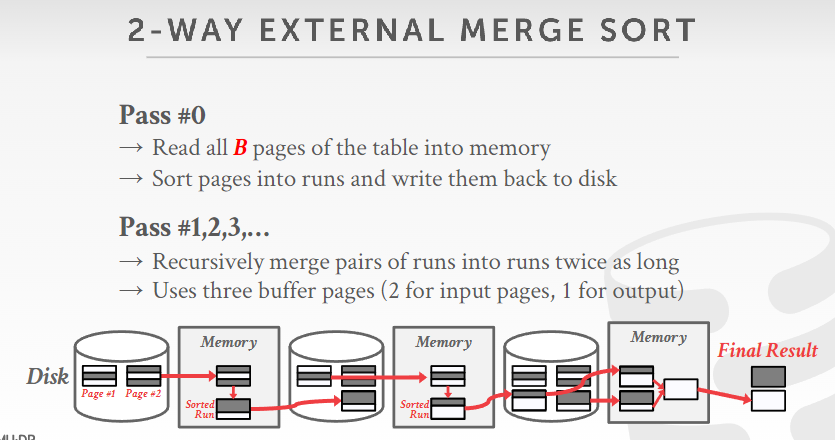 2-WAY EXTERNAL MERGE SORT
Pass #0
→ Read all B pages of the table into memory
→ Sort pages into runs and write them back to disk
Pass #1,2,3,…
→ Recursively merge pairs of runs into runs twice as long
→ Uses three buffer pages (2 for input pages, 1 for output)
Memory
Memory
Memory
Final Result
Disk
Page #1
Page #2
Sorted
Run
Sorted
Run